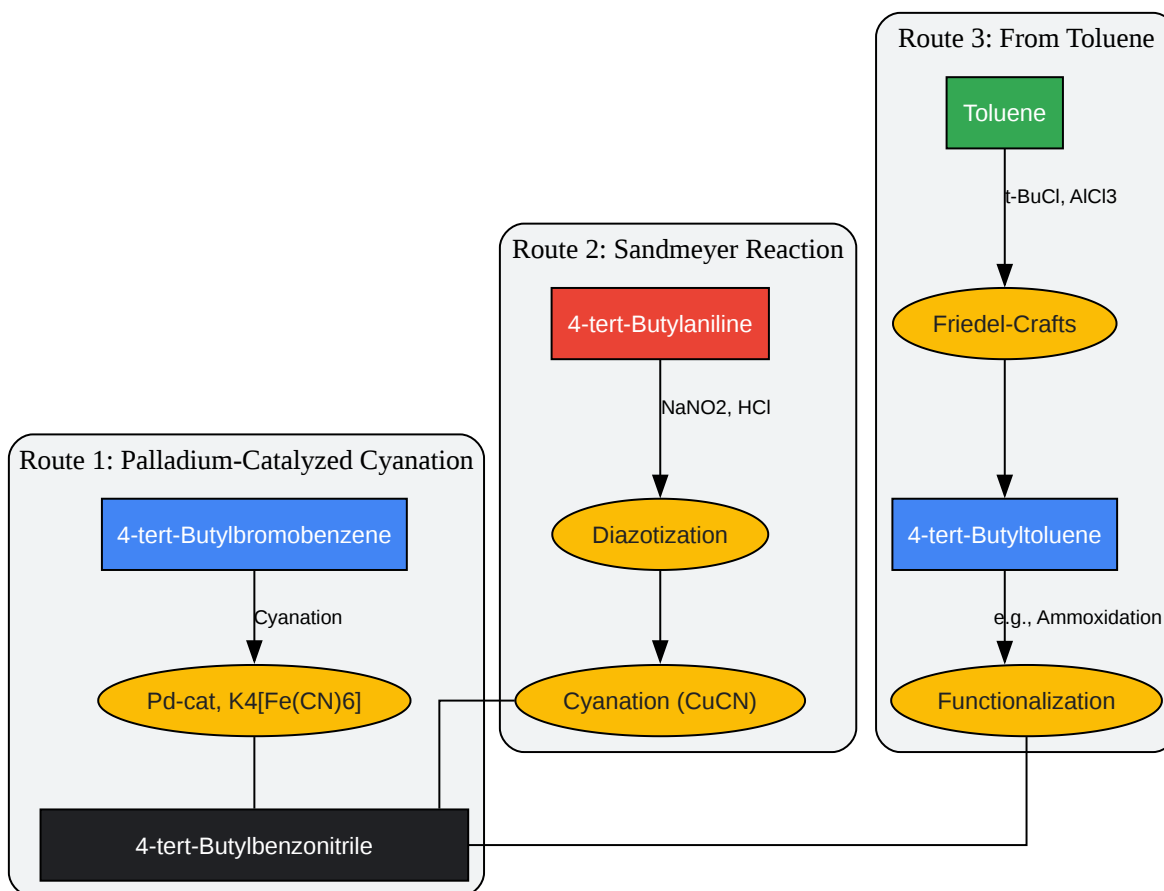 Route 1: Palladium-Catalyzed Cyanation
4-tert-Butylbromobenzene
Cyanation
Pd-cat, K4[Fe(CN)6]
4-tert-Butylbenzonitrile
Route 2: Sandmeyer Reaction
4-tert-Butylaniline
NaNO2, HCl
Diazotization
Cyanation (CuCN)
Route 3: From Toluene
Toluene
t-BuCl, AlCl3
Friedel-Crafts
4-tert-Butyltoluene
e.g., Ammoxidation
Functionalization